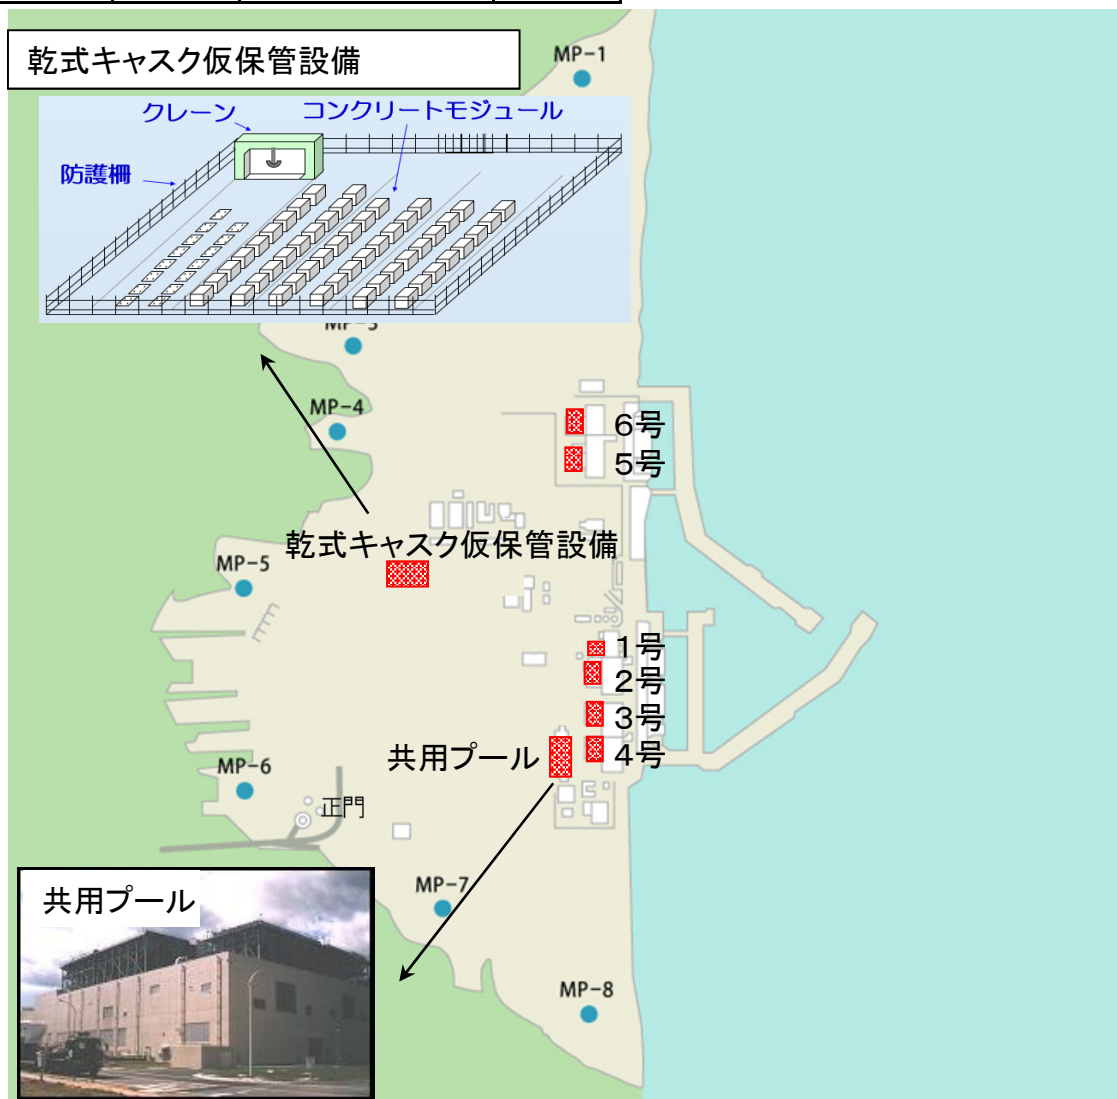 乾式キャスク仮保管設備
MP-1
クレーン
コンクリートモジュール
防護柵
MP-3
MP-4
6号
5号
乾式キャスク仮保管設備
MP-5
1号
2号
3号
共用プール
4号
MP-6
正門
共用プール
MP-7
MP-8